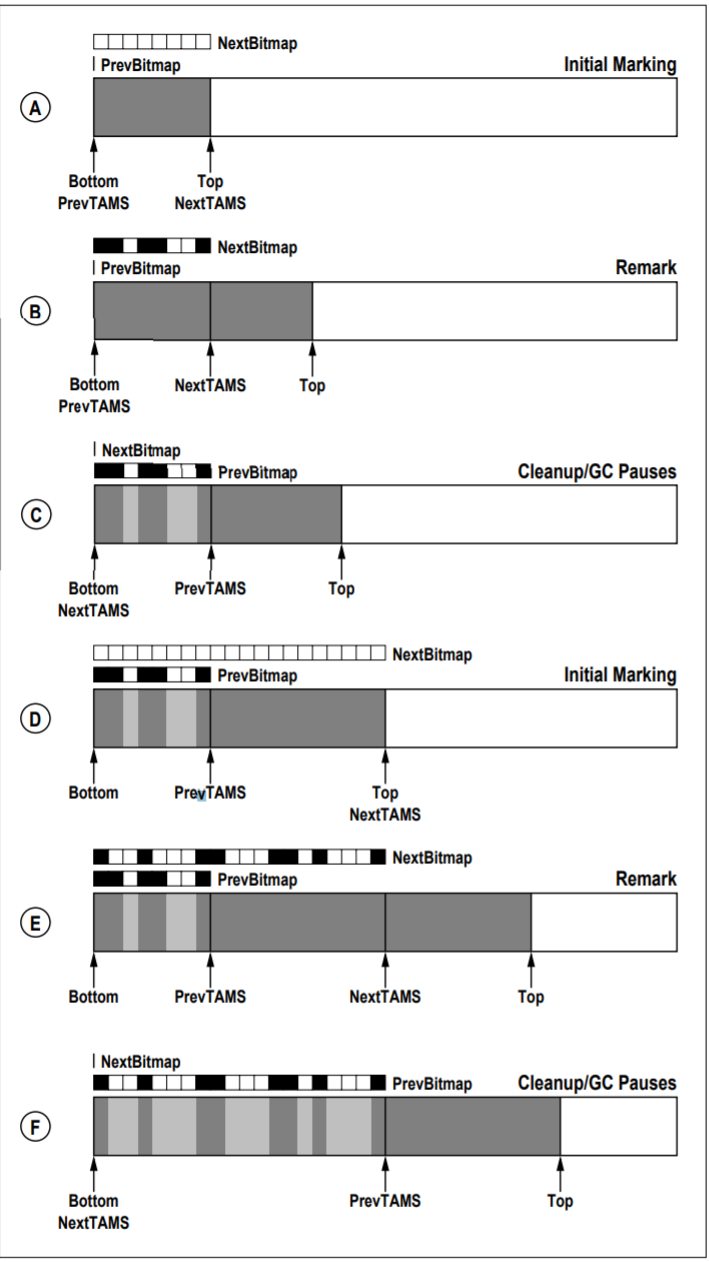 NextBitmap
PrevBitmap
Initial Marking
A
Bottom
PrevTAMS
Top
NextTAMS
NextBitmap
PrevBitmap
Remark
B
Bottom
PrevTAMS
NextTAMS
Top
NextBitmap
PrevBitmap
Cleanup/GC Pauses
C
Bottom
NextTAMS
PrevTAMS
Top
NextBitmap
PrevBitmap
Initial Marking
D
Bottom
PrevTAMS
Top
NextTAMS
NextBitmap
PrevBitmap
Remark
E
Bottom
PrevTAMS
NextTAMS
Top
NextBitmap
PrevBitmap
Cleanup/GC Pauses
F
Bottom
NextTAMS
PrevTAMS
Top